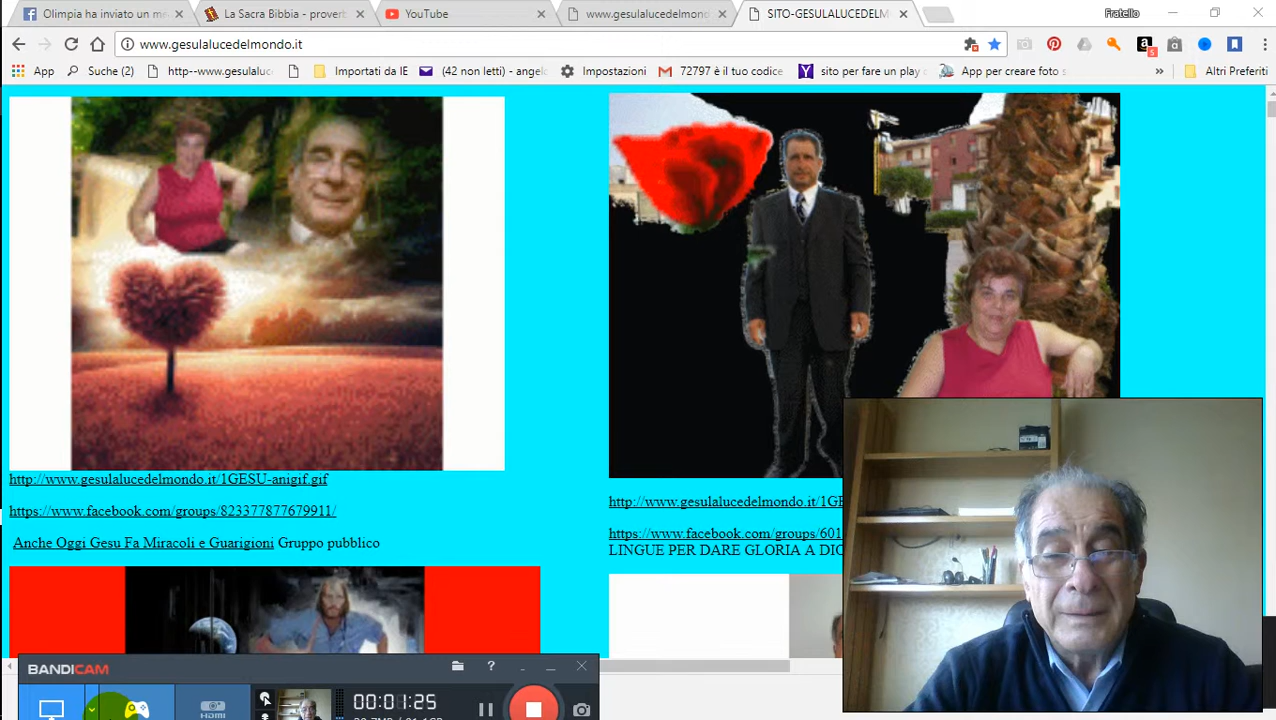 Olimpia ha inviato un me
La Sacra Bibbia - proverb
YouTube
www.gesulalucedelmond
SITO-GESULALUCEDELM
Fratello
www.gesulalucedelmondo.it
App
Suche (2)
http--www.gesulaluc
Importati da IE
(42 non letti) - angel
Impostazioni
727971 è il tuo codice
sito per fare un play
App per creare foto s
»
Altri Preferiti
http://www.gesulalucedelmondo.it/1GESU-anigif.gif
https://www.facebook.com/groups/823377877679911/
Anche Oggi Gesu Fa Miracoli e Guarigioni Gruppo pubblico
http://www.gesulalucedelmondo.it/1GE
https://www.facebook.com/groups/601
LINGUE PER DARE GLORIA A DIO
BANDICAM
HDMI
00:01:25